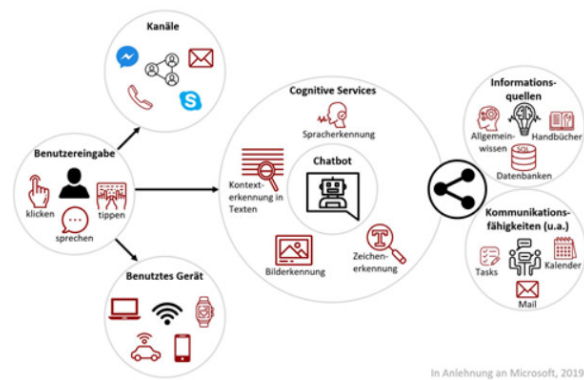 Kanäle
Benutzereingabe
klicken
tippen
sprechen
Benutztes Gerät
Cognitive Services
Spracherkennung
Chatbot
Kontext-
erkennung in
Texten
Bilderkennung
Zeichen-
erkennung
Informations-
quellen
Allgemein-
wissen
Handbücher
SQL
Datenbanken
Kommunikations-
fähigkeiten (u.a.)
Tasks
Kalender
Mail
In Anlehnung an Microsoft, 2019